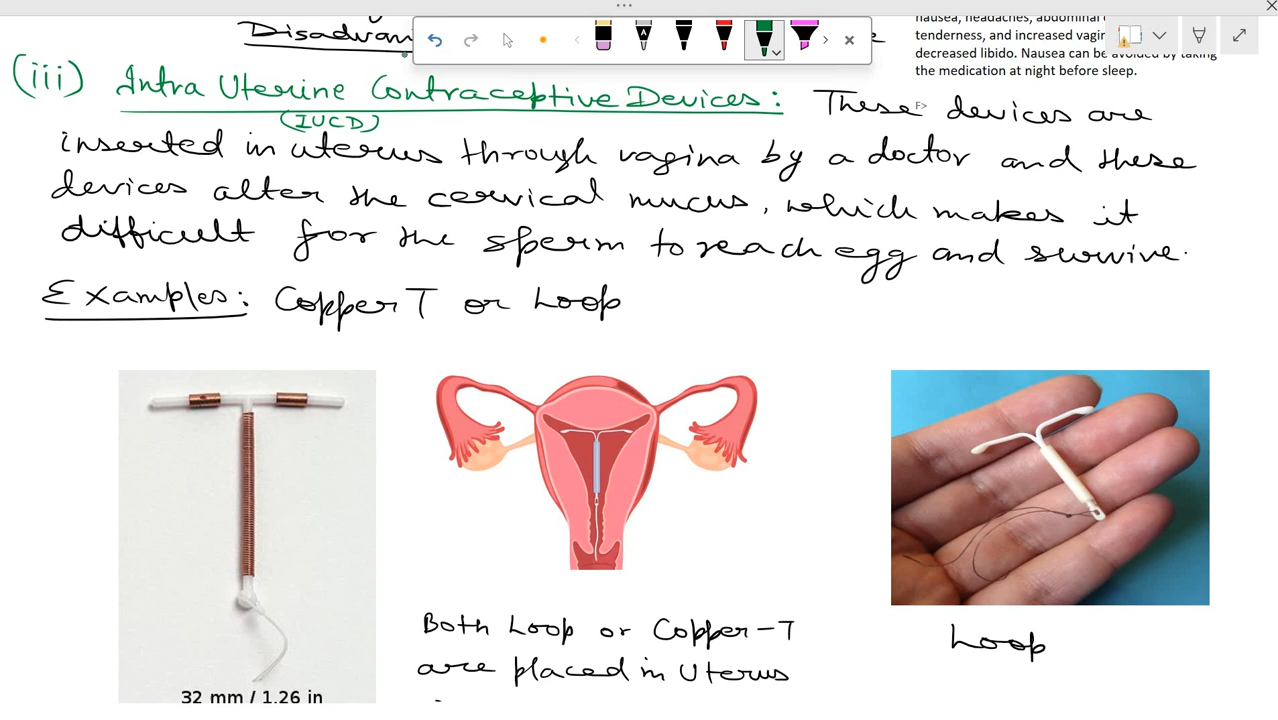 Disadvan
nausea, headaches, abdominal
tenderness, and increased vagin
decreased libido. Nausea can be avoided by taking
the medication at night before sleep.
(iii) Intra Uterine Contraceptive Devices: These devices are
(IUCD)
inserted in uterus through vagina by a doctor and these
devices alter the cervical mucus, which makes it
difficult for the sperm to reach egg and survive.
Examples: Copper T or Loop
32 mm / 1.26 in
Both Loop or Copper-T
are placed in Uterus
Loop